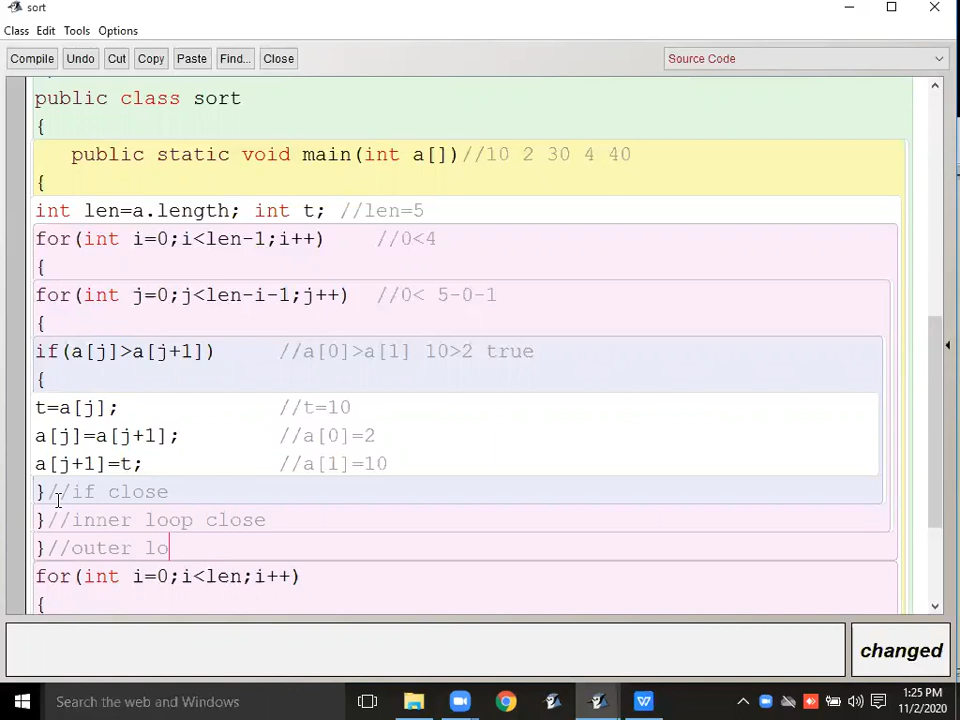 sort
Class Edit Tools Options
Compile Undo Cut Copy Paste Find... Close Source Code
public class sort
{
public static void main(int a[])//10 2 30 4 40
{
int len=a.length; int t; //len=5
for(int i=0;i<len-1;i++) //0<4
{
for(int j=0;j<len-i-1;j++) //0< 5-0-1
{
if(a[j]>a[j+1]) //a[0]>a[1] 10>2 true
{
t=a[j]; //t=10
a[j]=a[j+1]; //a[0]=2
a[j+1]=t; //a[1]=10
}//if close
}//inner loop close
}//outer lo
for(int i=0;i<len;i++)
{
changed
Search the web and Windows
1:25 PM
11/2/2020